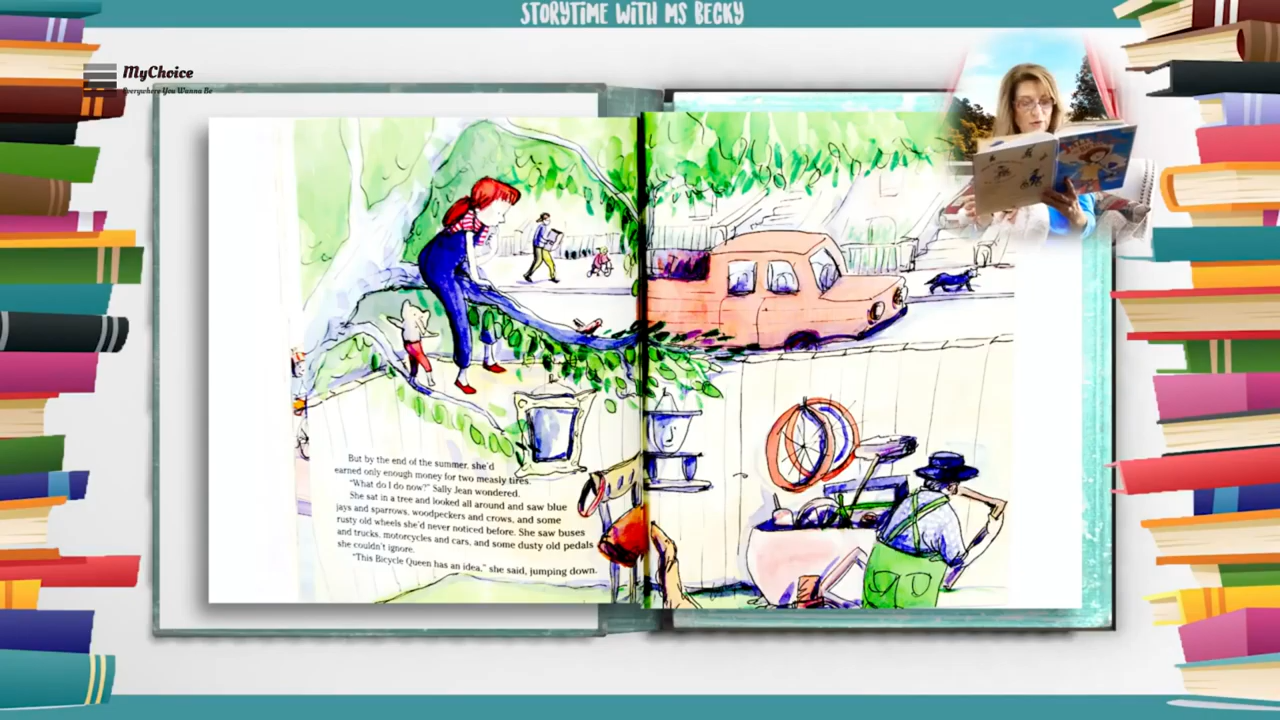 STORYTIME WITH MS BECKY
MyChoice
Everywhere You Wanna Be
But by the end of the summer, she'd
earned only enough money for two measly tires.
"What do I do now?" Sally Jean wondered.
She sat in a tree and looked all around and saw blue
jays and sparrows, woodpeckers and crows, and some
rusty old wheels she'd never noticed before. She saw buses
and trucks, motorcycles and cars, and some dusty old pedals
she couldn't ignore.
"This Bicycle Queen has an idea," she said, jumping down.